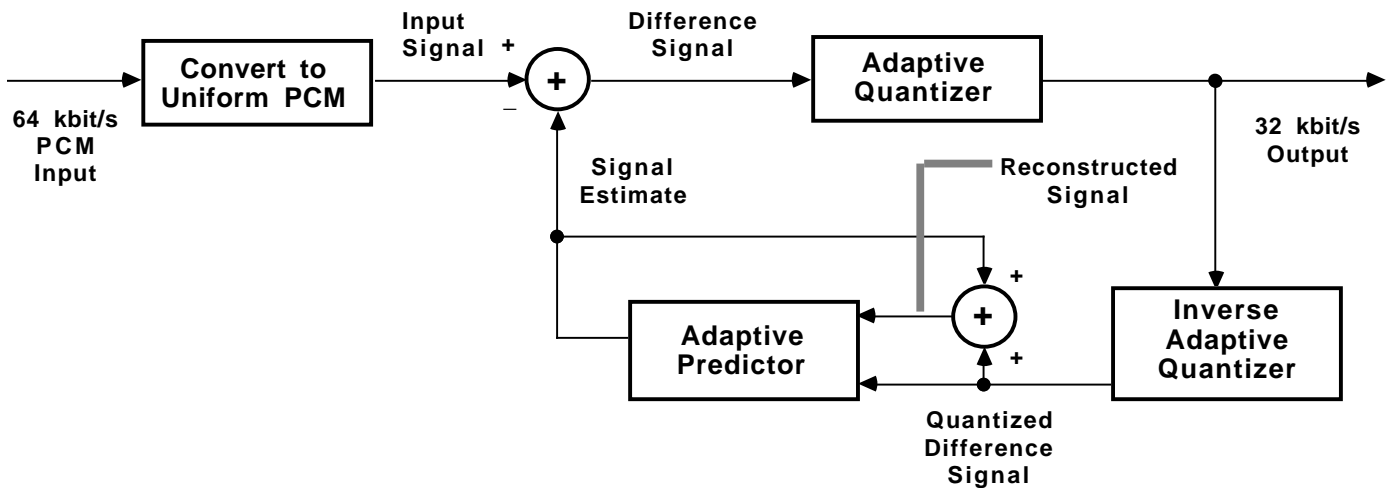 64 kbit/s
PCM
Input
Convert to
Uniform PCM
Input
Signal
+
−
+
Difference
Signal
Adaptive
Quantizer
32 kbit/s
Output
Signal
Estimate
Reconstructed
Signal
+
+
+
Adaptive
Predictor
Inverse
Adaptive
Quantizer
Quantized
Difference
Signal